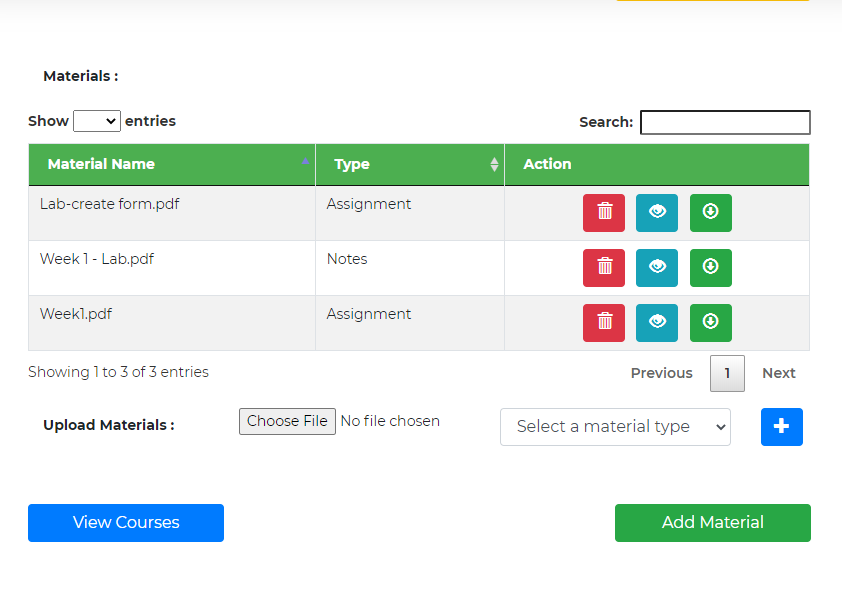 Materials :
Show entries
Search:
Material Name Type Action
Lab-create form.pdf Assignment
Week 1 - Lab.pdf Notes
Week1.pdf Assignment
Showing 1 to 3 of 3 entries Previous 1 Next
Upload Materials : Choose File No file chosen Select a material type
View Courses Add Material